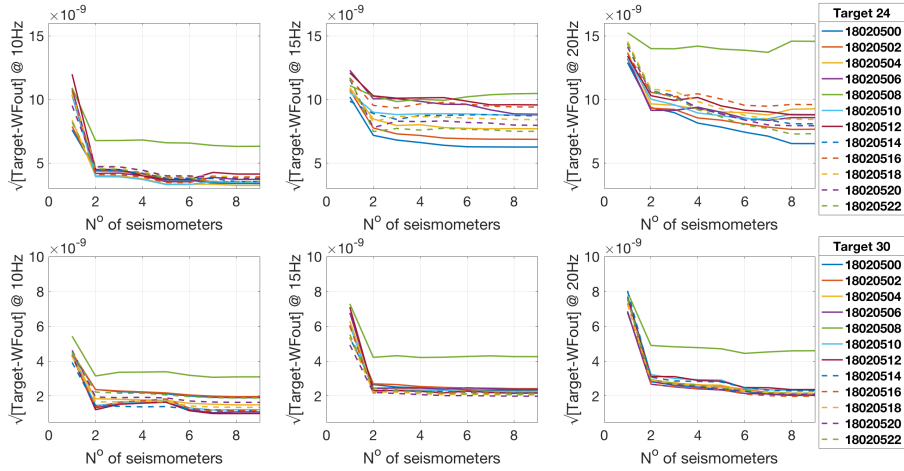 ×10⁻⁹
15
10
5
0 2 4 6 8
Nº of seismometers
√[Target-WFout] @ 10Hz
×10⁻⁹
15
10
5
0 2 4 6 8
Nº of seismometers
√[Target-WFout] @ 15Hz
×10⁻⁹
15
10
5
0 2 4 6 8
Nº of seismometers
√[Target-WFout] @ 20Hz
Target 24
18020500
18020502
18020504
18020506
18020508
18020510
18020512
18020514
18020516
18020518
18020520
18020522
×10⁻⁹
10
8
6
4
2
0 2 4 6 8
Nº of seismometers
√[Target-WFout] @ 10Hz
×10⁻⁹
10
8
6
4
2
0 2 4 6 8
Nº of seismometers
√[Target-WFout] @ 15Hz
×10⁻⁹
10
8
6
4
2
0 2 4 6 8
Nº of seismometers
√[Target-WFout] @ 20Hz
Target 30
18020500
18020502
18020504
18020506
18020508
18020510
18020512
18020514
18020516
18020518
18020520
18020522